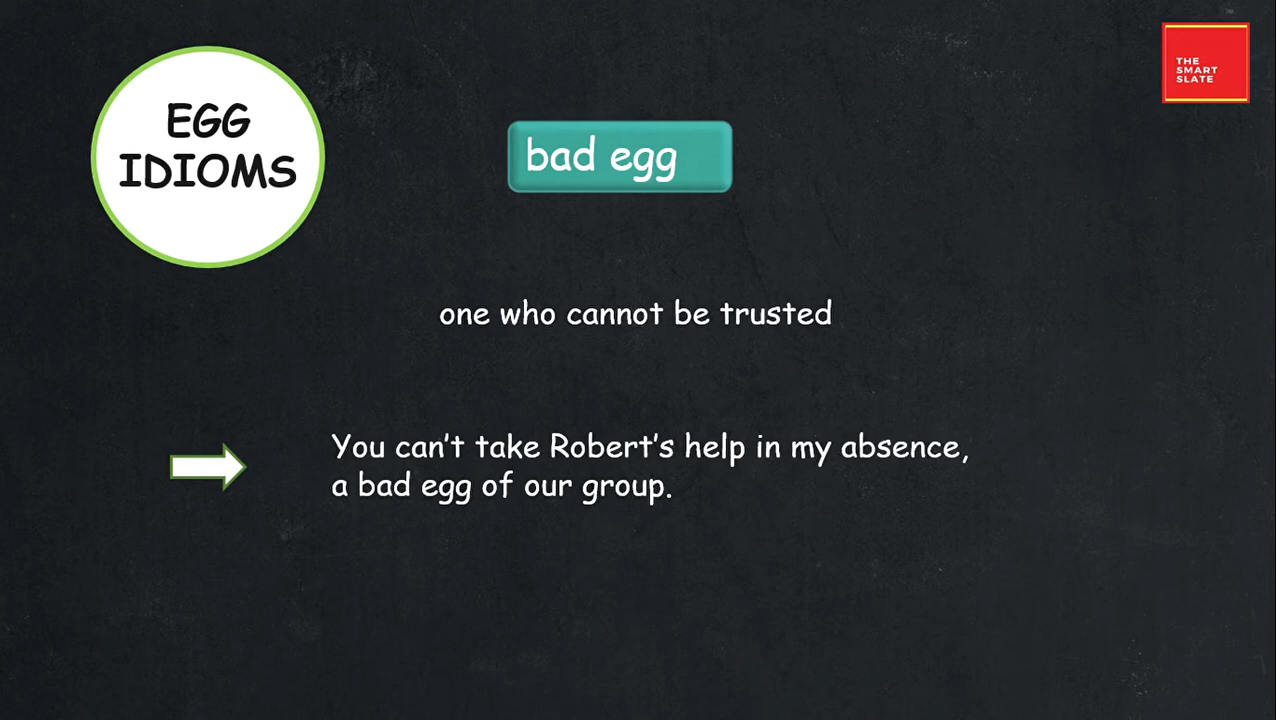 EGG
IDIOMS
THE
SMART
SLATE
bad egg
one who cannot be trusted
You can't take Robert's help in my absence,
a bad egg of our group.